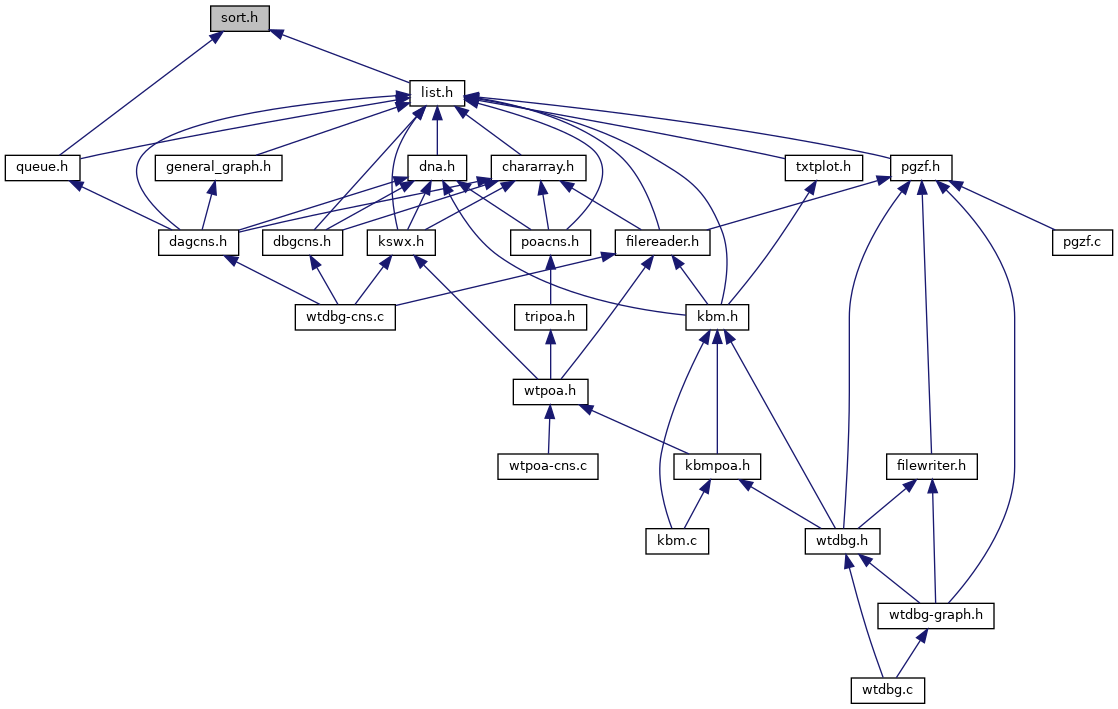 sort.h
list.h
queue.h
general_graph.h
dna.h
chararray.h
txtplot.h
pgzf.h
dagcns.h
dbgcns.h
kswx.h
poacns.h
filereader.h
pgzf.c
wtdbg-cns.c
tripoa.h
kbm.h
wtpoa.h
wtpoa-cns.c
kbmpoa.h
filewriter.h
kbm.c
wtdbg.h
wtdbg-graph.h
wtdbg.c